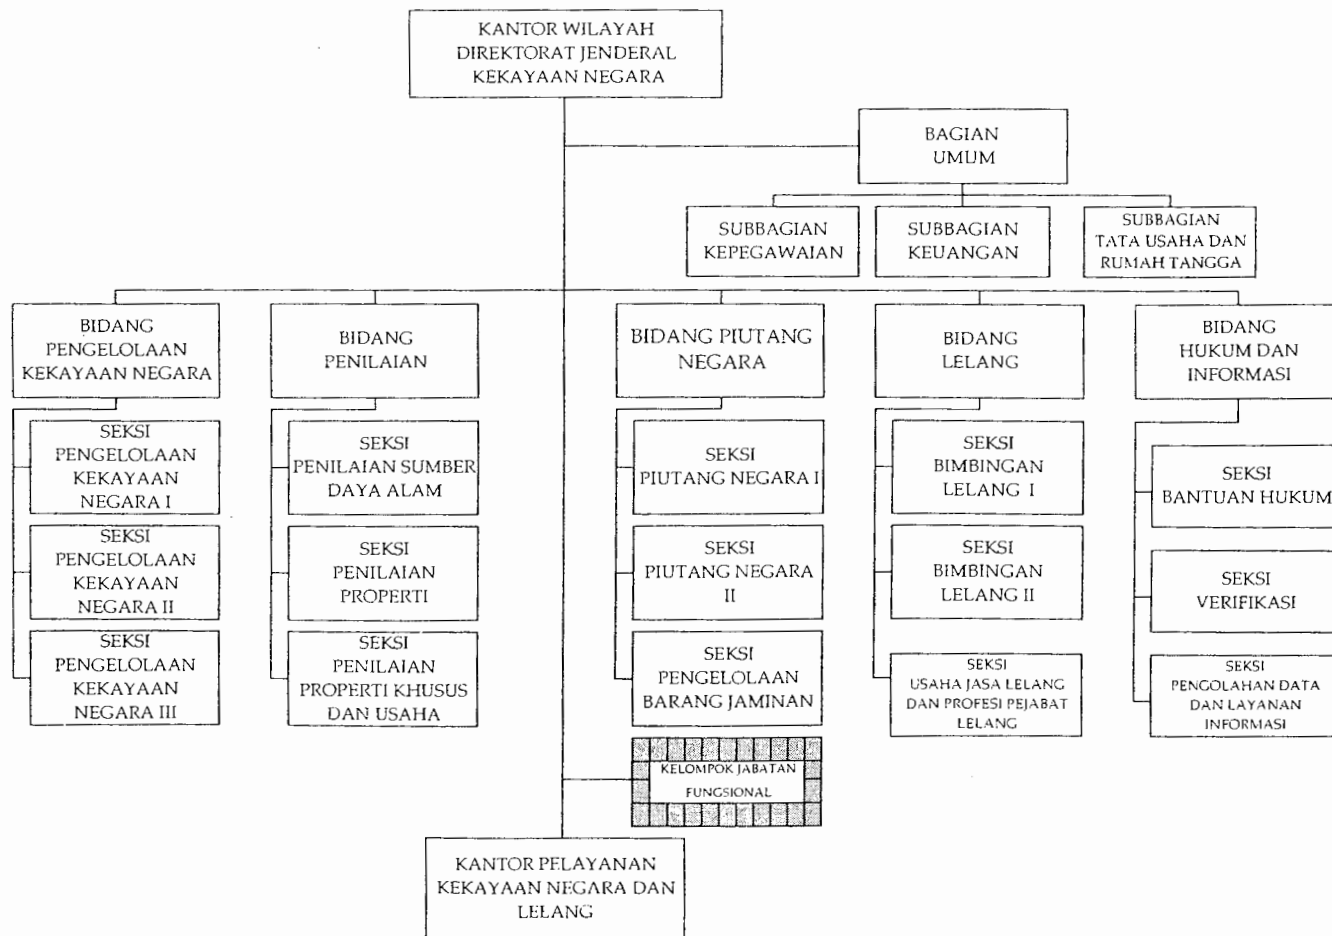 KANTOR WILAYAH
DIREKTORAT JENDERAL
KEKAYAAN NEGARA
BAGIAN
UMUM
SUBBAGIAN
KEPEGAWAIAN
SUBBAGIAN
KEUANGAN
SUBBAGIAN
TATA USAHA DAN
RUMAH TANGGA
BIDANG
PENGELOLAAN
KEKAYAAN NEGARA
BIDANG
PENILAIAN
BIDANG PIUTANG
NEGARA
BIDANG
LELANG
BIDANG
HUKUM DAN
INFORMASI
SEKSI
PENGELOLAAN
KEKAYAAN
NEGARA I
SEKSI
PENGELOLAAN
KEKAYAAN
NEGARA II
SEKSI
PENGELOLAAN
KEKAYAAN
NEGARA III
SEKSI
PENILAIAN SUMBER
DAYA ALAM
SEKSI
PENILAIAN
PROPERTI
SEKSI
PENILAIAN
PROPERTI KHUSUS
DAN USAHA
SEKSI
PIUTANG NEGARA I
SEKSI
PIUTANG NEGARA
II
SEKSI
PENGELOLAAN
BARANG JAMINAN
SEKSI
BIMBINGAN
LELANG I
SEKSI
BIMBINGAN
LELANG II
SEKSI
USAHA JASA LELANG
DAN PROFESI PEJABAT
LELANG
SEKSI
BANTUAN HUKUM
SEKSI
VERIFIKASI
SEKSI
PENGOLAHAN DATA
DAN LAYANAN
INFORMASI
KELOMPOK JABATAN
FUNGSIONAL
KANTOR PELAYANAN
KEKAYAAN NEGARA DAN
LELANG